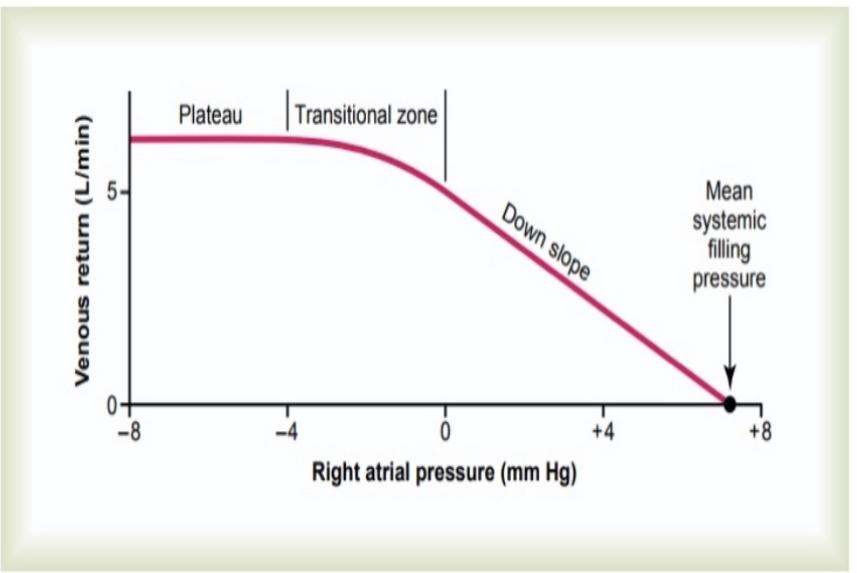 Plateau
Transitional zone
Venous return (L/min)
5
Down slope
Mean
systemic
filling
pressure
0
–8
–4
0
+4
+8
Right atrial pressure (mm Hg)